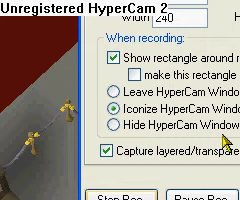 Unregistered HyperCam 2
Width 240
When recording:
Show rectangle around
make this rectangle
Leave HyperCam Windo
Iconize HyperCam Windo
Hide HyperCam Window
Capture layered/transpare